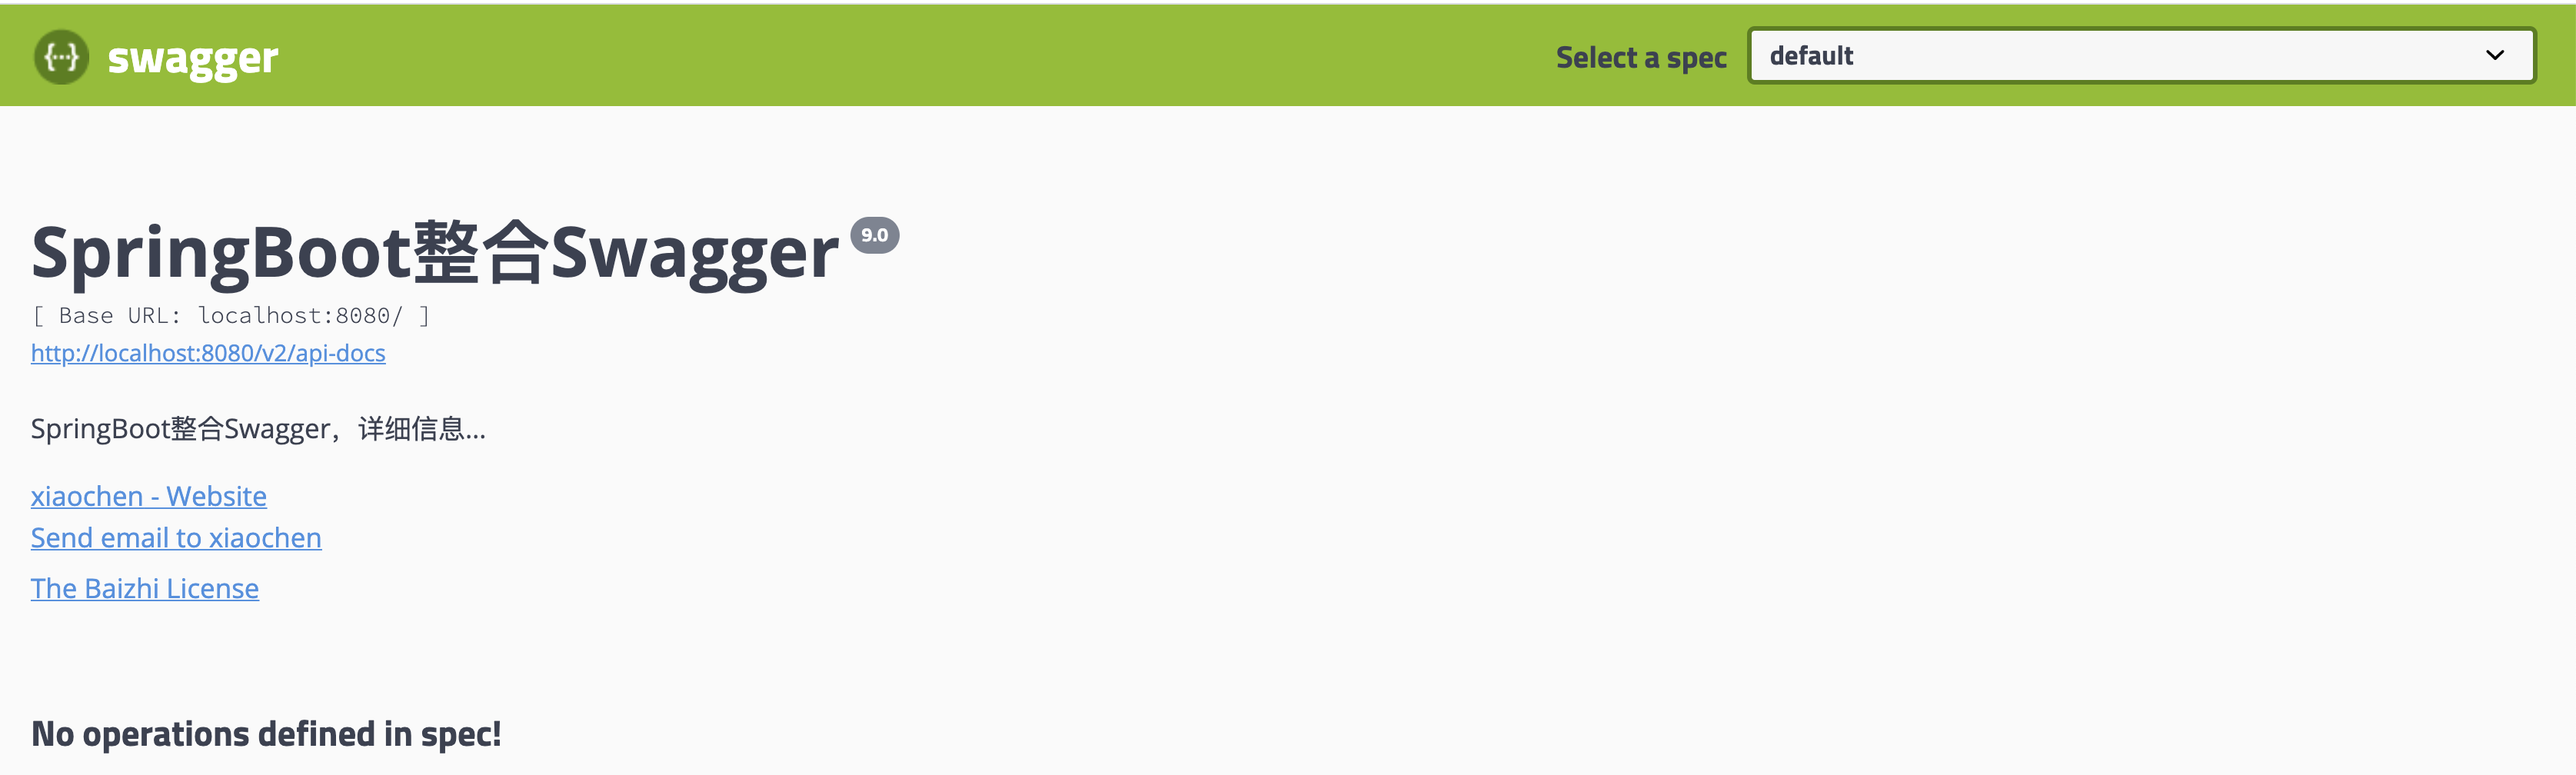 {…} swagger
Select a spec default
SpringBoot整合Swagger 9.0
[ Base URL: localhost:8080/ ]
http://localhost:8080/v2/api-docs
SpringBoot整合Swagger，详细信息...
xiaochen - Website
Send email to xiaochen
The Baizhi License
No operations defined in spec!